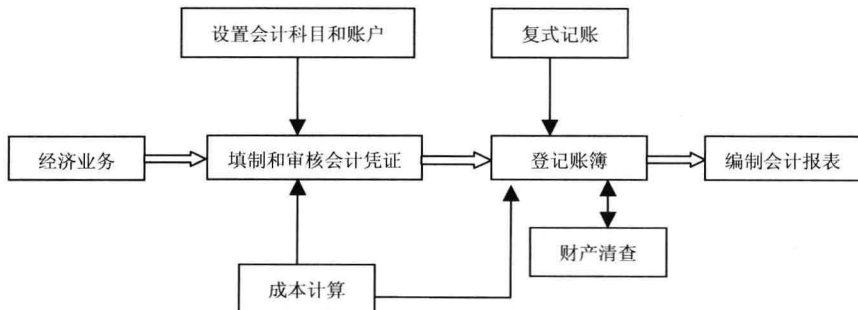 设置会计科目和账户
复式记账
经济业务
填制和审核会计凭证
登记账簿
编制会计报表
财产清查
成本计算